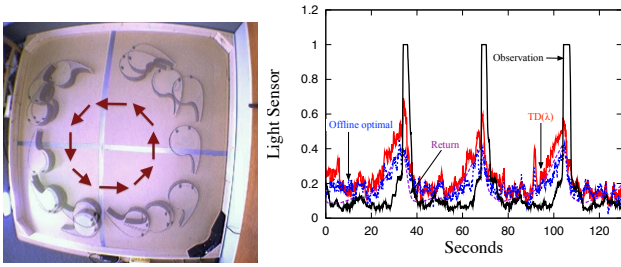 1.2
1
0.8
0.6
0.4
0.2
0
Light Sensor
Observation
Offline optimal
TD(λ)
Return
0 20 40 60 80 100 120
Seconds